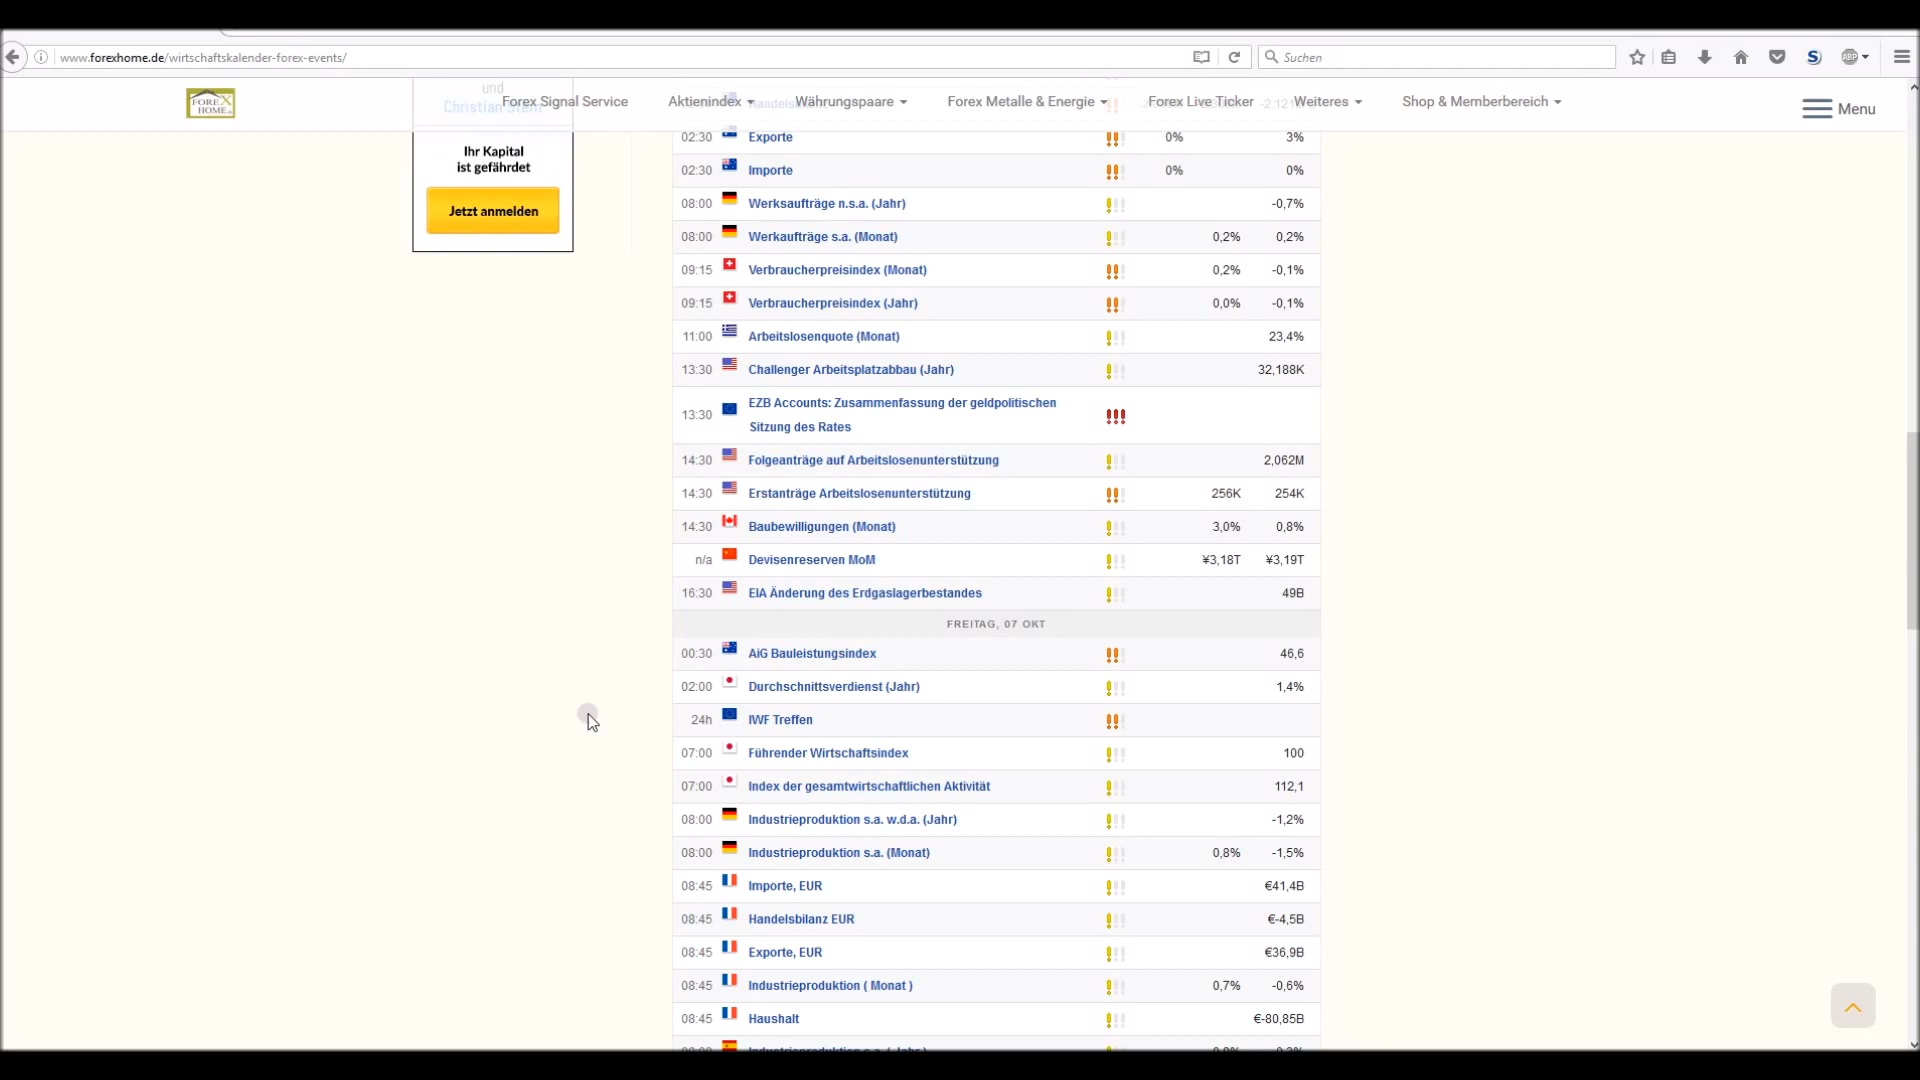 www.forexhome.de/wirtschaftskalender-forex-events/
Suchen
S
ABP
FOREX
HOME
und
Forex Signal Service
Aktienindex
Währungspaare
Forex Metalle & Energie
Forex Live Ticker
Weiteres
Shop & Memberbereich
Menu
Christian Stern
Ihr Kapital
ist gefährdet
Jetzt anmelden
02:30 Exporte 0% 3%
02:30 Importe 0% 0%
08:00 Werksaufträge n.s.a. (Jahr) -0,7%
08:00 Werkaufträge s.a. (Monat) 0,2% 0,2%
09:15 Verbraucherpreisindex (Monat) 0,2% -0,1%
09:15 Verbraucherpreisindex (Jahr) 0,0% -0,1%
11:00 Arbeitslosenquote (Monat) 23,4%
13:30 Challenger Arbeitsplatzabbau (Jahr) 32,188K
13:30 EZB Accounts: Zusammenfassung der geldpolitischen
Sitzung des Rates
14:30 Folgeanträge auf Arbeitslosenunterstützung 2,062M
14:30 Erstanträge Arbeitslosenunterstützung 256K 254K
14:30 Baubewilligungen (Monat) 3,0% 0,8%
n/a Devisenreserven MoM ¥3,18T ¥3,19T
16:30 EIA Änderung des Erdgaslagerbestandes 49B
FREITAG, 07 OKT
00:30 AiG Bauleistungsindex 46,6
02:00 Durchschnittsverdienst (Jahr) 1,4%
24h IWF Treffen
07:00 Führender Wirtschaftsindex 100
07:00 Index der gesamtwirtschaftlichen Aktivität 112,1
08:00 Industrieproduktion s.a. w.d.a. (Jahr) -1,2%
08:00 Industrieproduktion s.a. (Monat) 0,8% -1,5%
08:45 Importe, EUR €41,4B
08:45 Handelsbilanz EUR €-4,5B
08:45 Exporte, EUR €36,9B
08:45 Industrieproduktion ( Monat ) 0,7% -0,6%
08:45 Haushalt €-80,85B